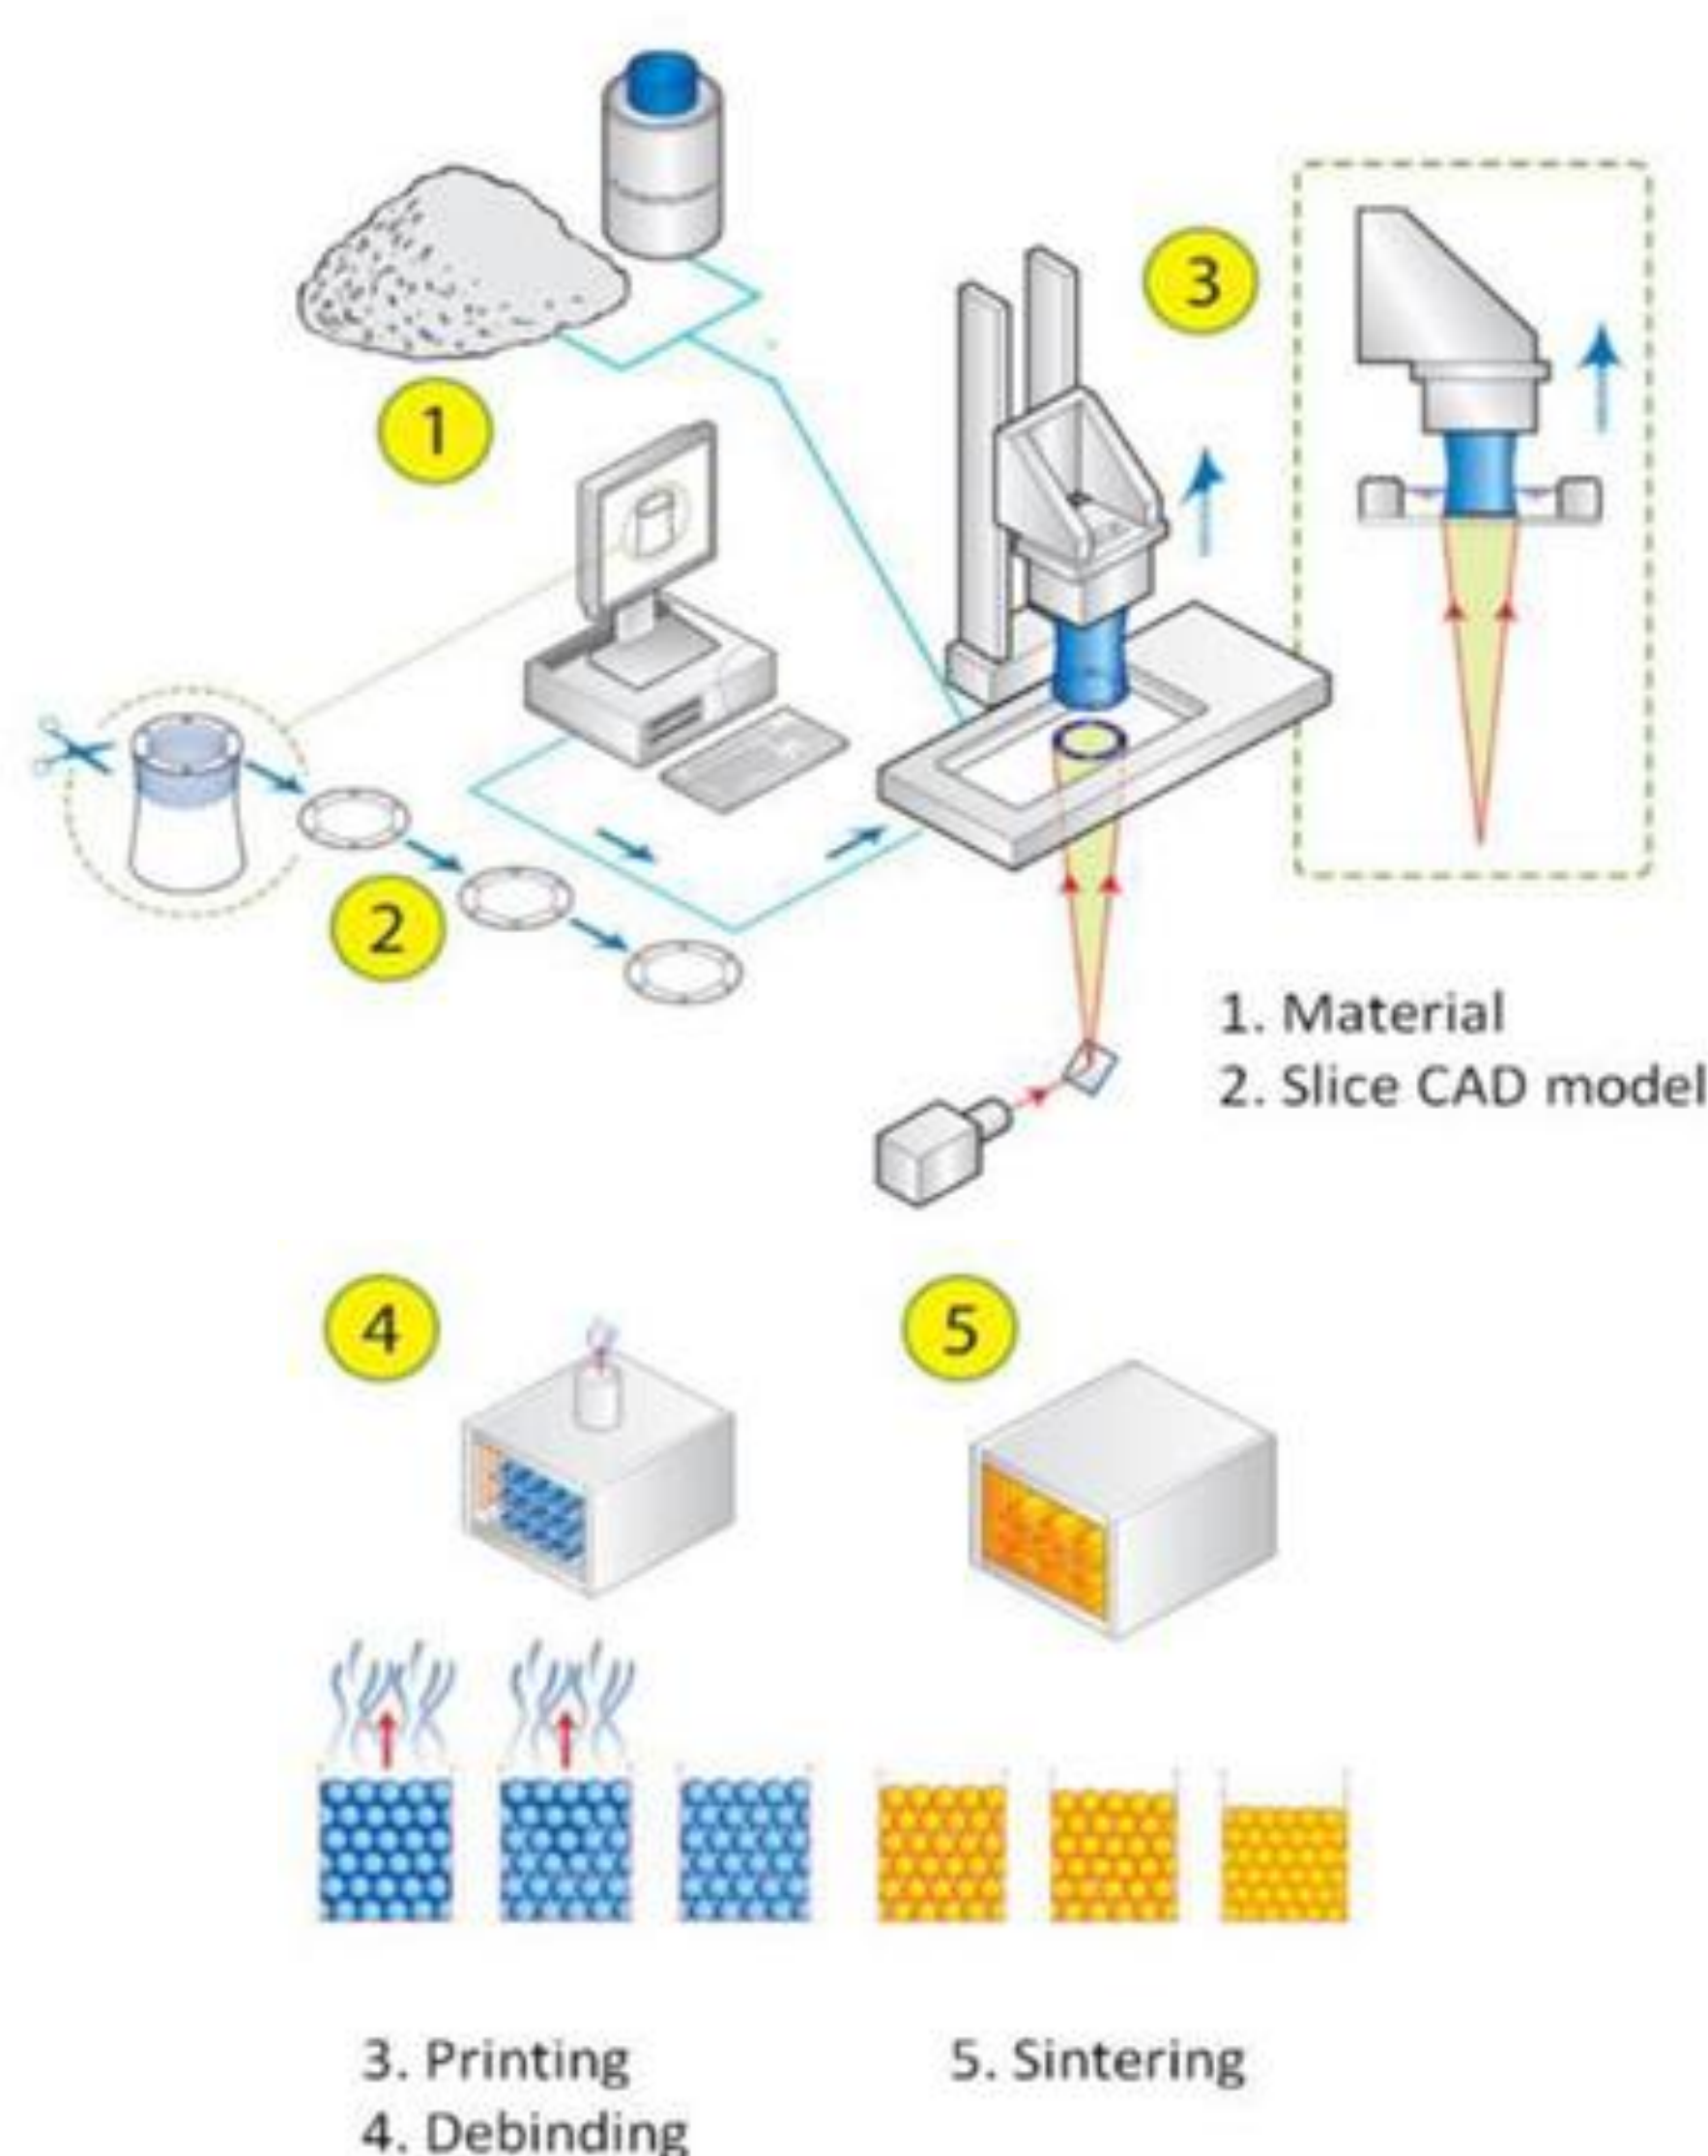 1
2
3
1. Material
2. Slice CAD model
4
5
3. Printing
4. Debinding
5. Sintering